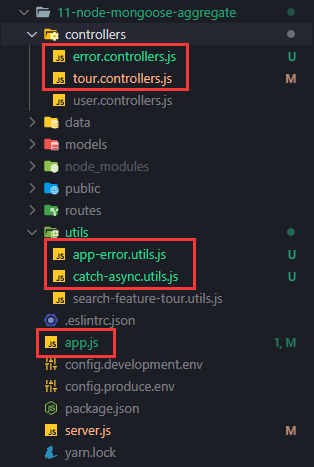 11-node-mongoose-aggregate
controllers
JS error.controllers.js U
JS tour.controllers.js M
JS user.controllers.js
data
models
node_modules
public
routes
utils
JS app-error.utils.js U
JS catch-async.utils.js U
JS search-feature-tour.utils.js
.eslintrc.json
JS app.js 1, M
config.development.env
config.produce.env
package.json
JS server.js M
yarn.lock